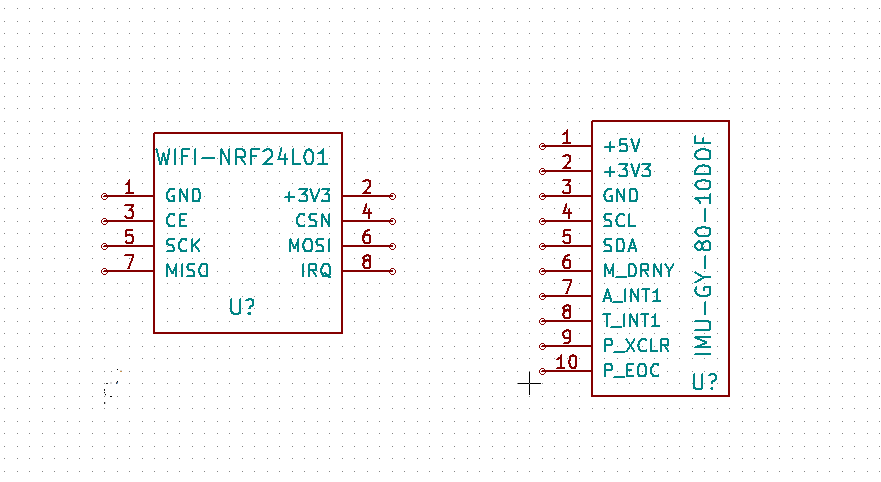 WIFI-NRF24L01
1 GND +3V3 2
3 CE CSN 4
5 SCK MOSI 6
7 MISO IRQ 8
U?
1 +5V
2 +3V3
3 GND
4 SCL
5 SDA
6 M_DRNY
7 A_INT1
8 T_INT1
9 P_XCLR
10 P_EOC
IMU-GY-80-10DOF
U?